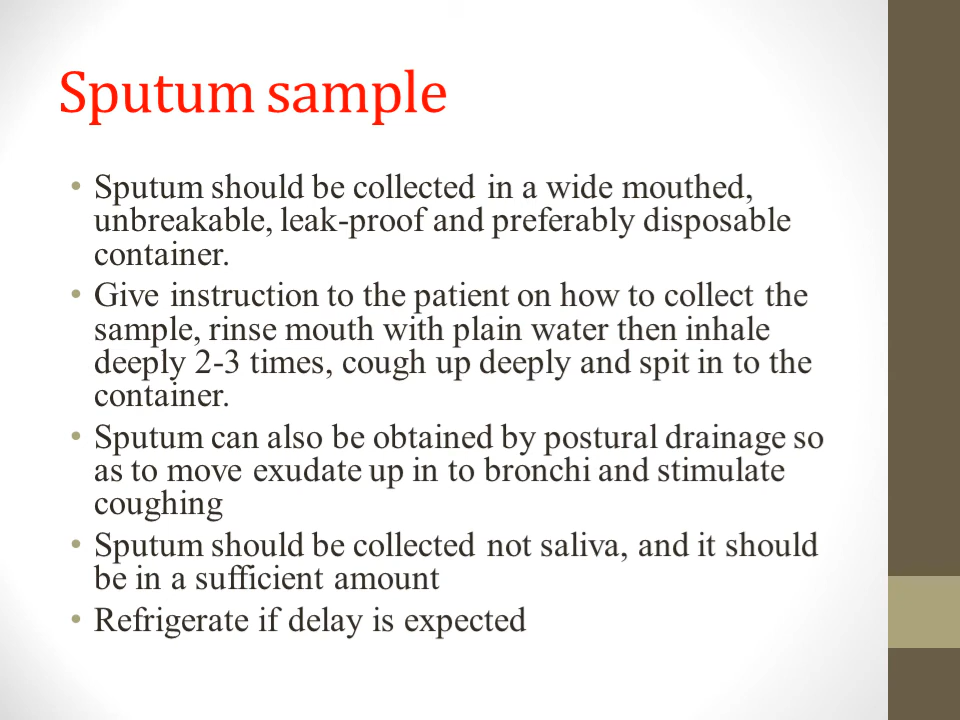 Sputum sample
• Sputum should be collected in a wide mouthed,
unbreakable, leak-proof and preferably disposable
container.
• Give instruction to the patient on how to collect the
sample, rinse mouth with plain water then inhale
deeply 2-3 times, cough up deeply and spit in to the
container.
• Sputum can also be obtained by postural drainage so
as to move exudate up in to bronchi and stimulate
coughing
• Sputum should be collected not saliva, and it should
be in a sufficient amount
• Refrigerate if delay is expected